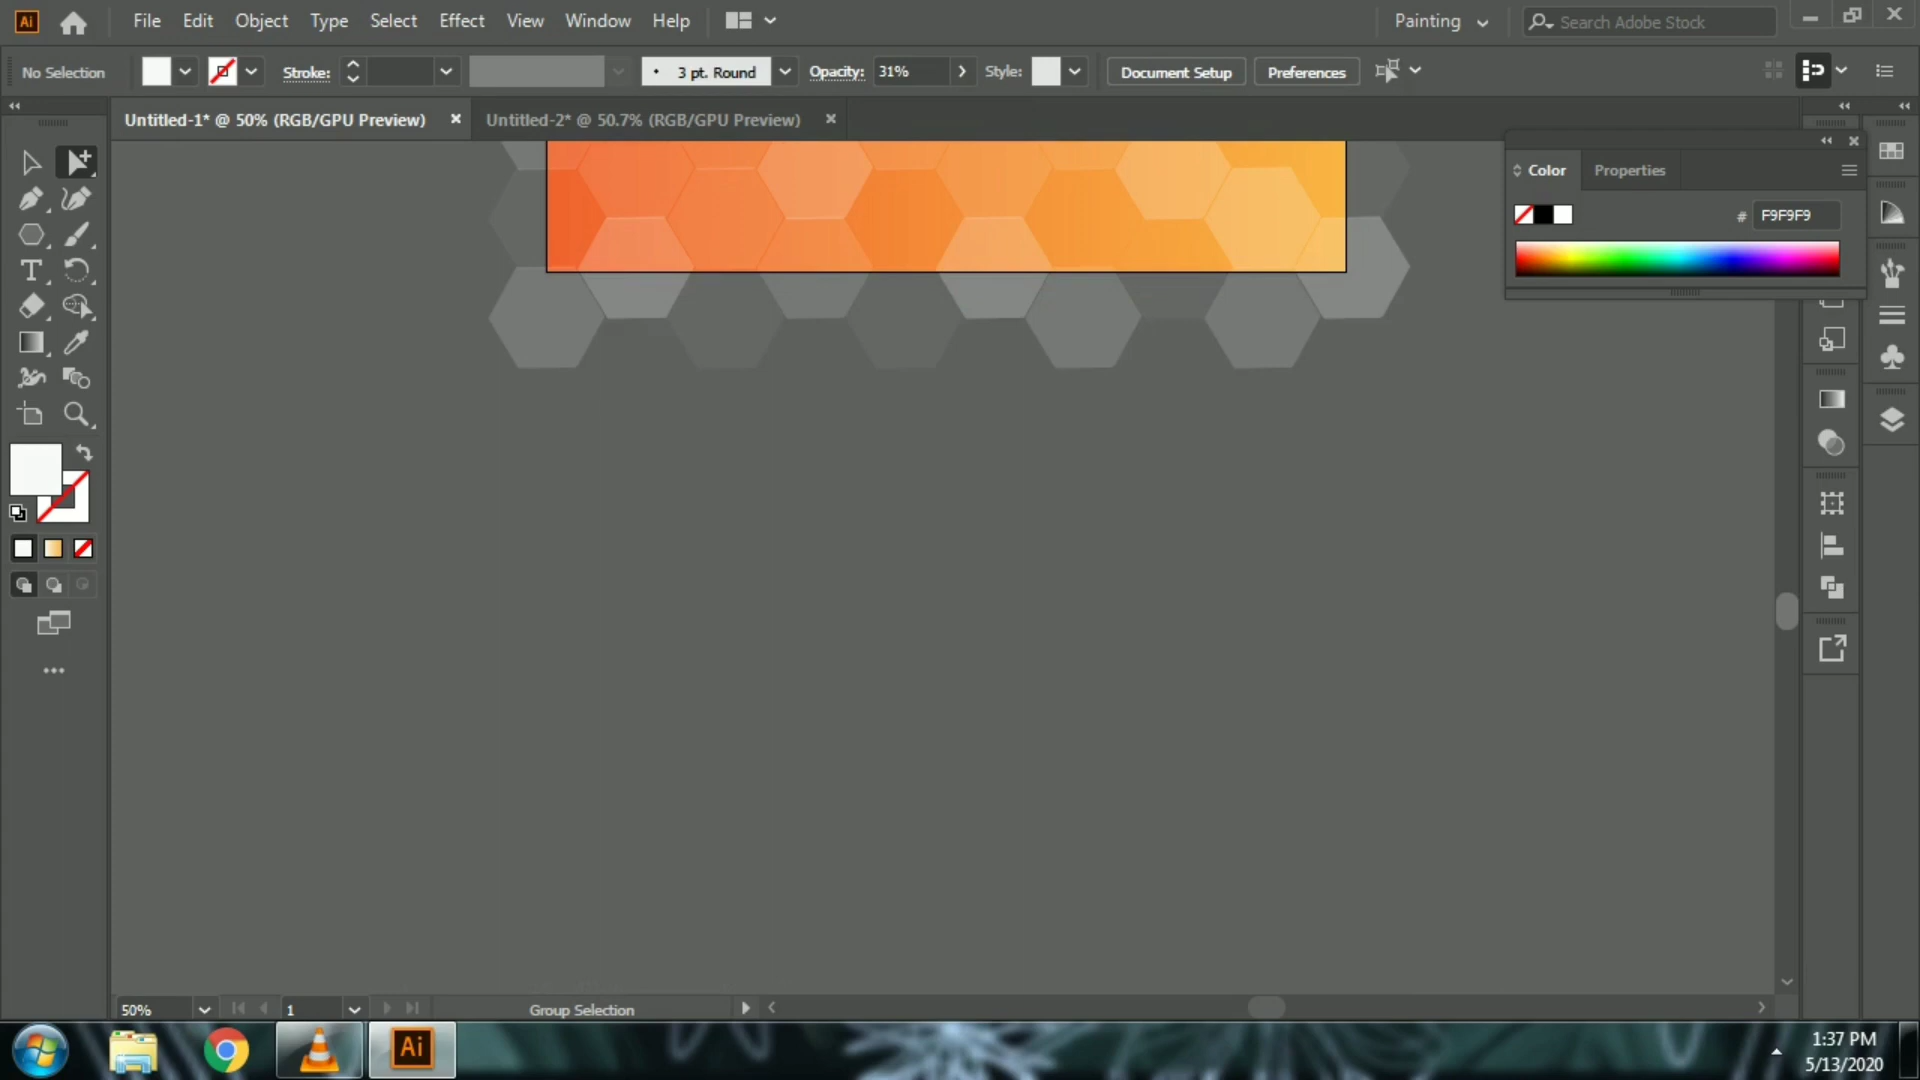 Ai File Edit Object Type Select Effect View Window Help Painting Search Adobe Stock
No Selection Stroke: 3 pt. Round Opacity: 31% Style: Document Setup Preferences
Untitled-1* @ 50% (RGB/GPU Preview) Untitled-2* @ 50.7% (RGB/GPU Preview)
Color Properties
# F9F9F9
50% 1 Group Selection
Ai
1:37 PM
5/13/2020